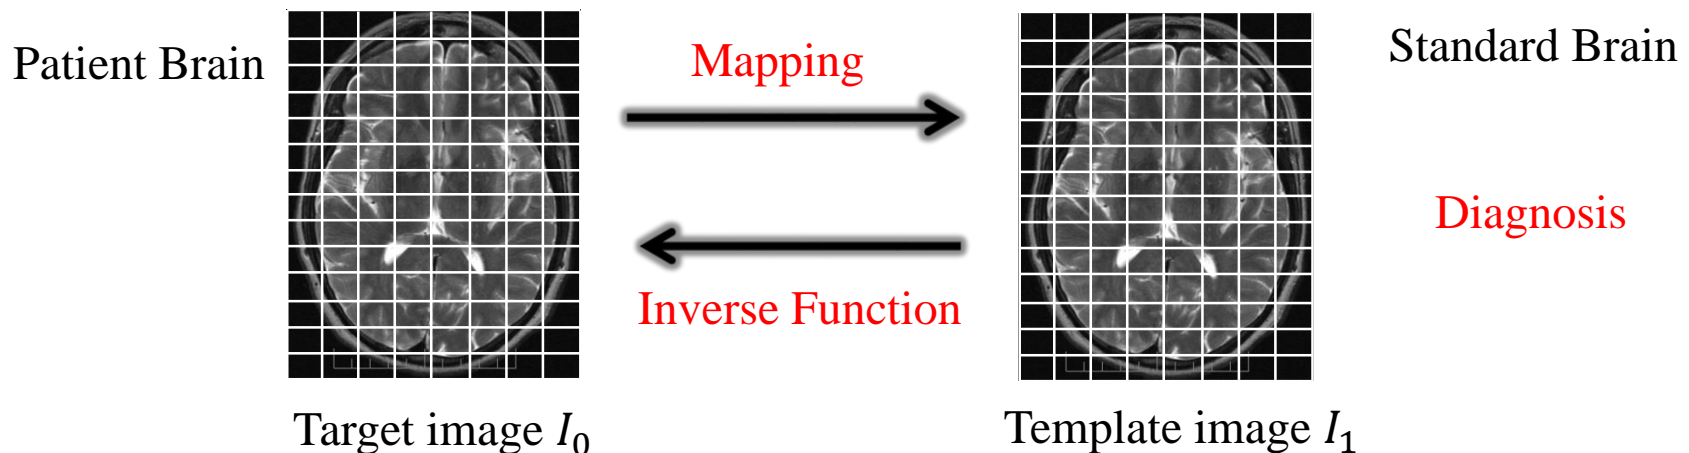 Patient Brain
Mapping
Standard Brain
Diagnosis
Inverse Function
Target image I₀
Template image I₁